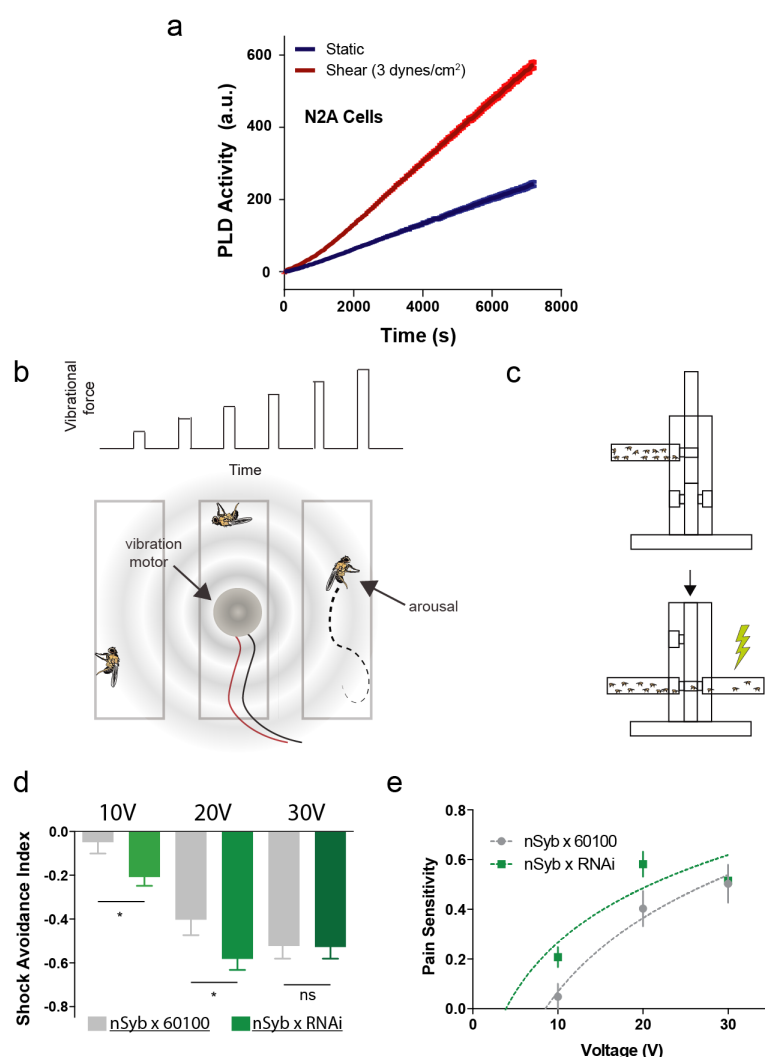 a
Static
Shear (3 dynes/cm²)
N2A Cells
PLD Activity (a.u.)
600
400
200
0
0 2000 4000 6000 8000
Time (s)
b
Vibrational
force
Time
vibration
motor
arousal
c
d
10V 20V 30V
Shock Avoidance Index
0.0
-0.2
-0.4
-0.6
-0.8
*
*
ns
nSyb x 60100 nSyb x RNAi
e
Pain Sensitivity
0.8
0.6
0.4
0.2
0.0
nSyb x 60100
nSyb x RNAi
0 10 20 30
Voltage (V)